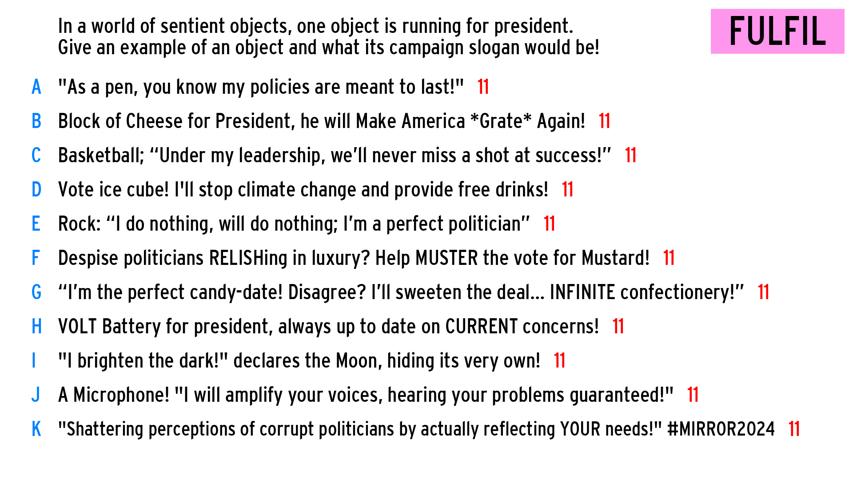 In a world of sentient objects, one object is running for president.
Give an example of an object and what its campaign slogan would be!
FULFIL
A "As a pen, you know my policies are meant to last!" 11
B Block of Cheese for President, he will Make America *Grate* Again! 11
C Basketball; “Under my leadership, we’ll never miss a shot at success!” 11
D Vote ice cube! I'll stop climate change and provide free drinks! 11
E Rock: “I do nothing, will do nothing; I’m a perfect politician” 11
F Despise politicians RELISHing in luxury? Help MUSTER the vote for Mustard! 11
G “I’m the perfect candy-date! Disagree? I’ll sweeten the deal... INFINITE confectionery!” 11
H VOLT Battery for president, always up to date on CURRENT concerns! 11
I "I brighten the dark!" declares the Moon, hiding its very own! 11
J A Microphone! "I will amplify your voices, hearing your problems guaranteed!" 11
K "Shattering perceptions of corrupt politicians by actually reflecting YOUR needs!" #MIRROR2024 11